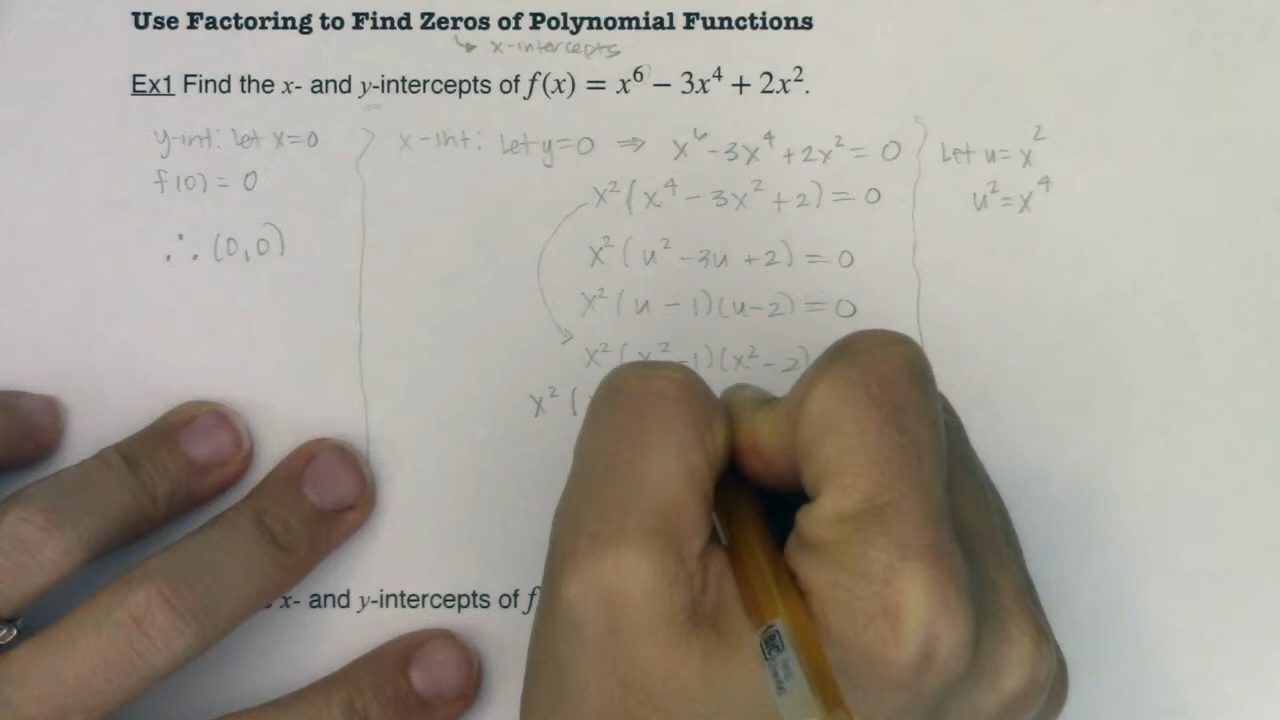 Use Factoring to Find Zeros of Polynomial Functions
↳ x-intercepts
Ex1 Find the x- and y-intercepts of f(x) = x⁶ − 3x⁴ + 2x².
y-int: let x=0
f(0) = 0
∴ (0,0)
x-int: Let y=0 ⇒ x⁶-3x⁴+2x²=0
x²(x⁴-3x²+2)=0
x²(u²-3u+2)=0
x²(u-1)(u-2)=0
x²(x²-1)(x²-2)
x²(
Let u=x²
u²=x⁴
x- and y-intercepts of f
BIC